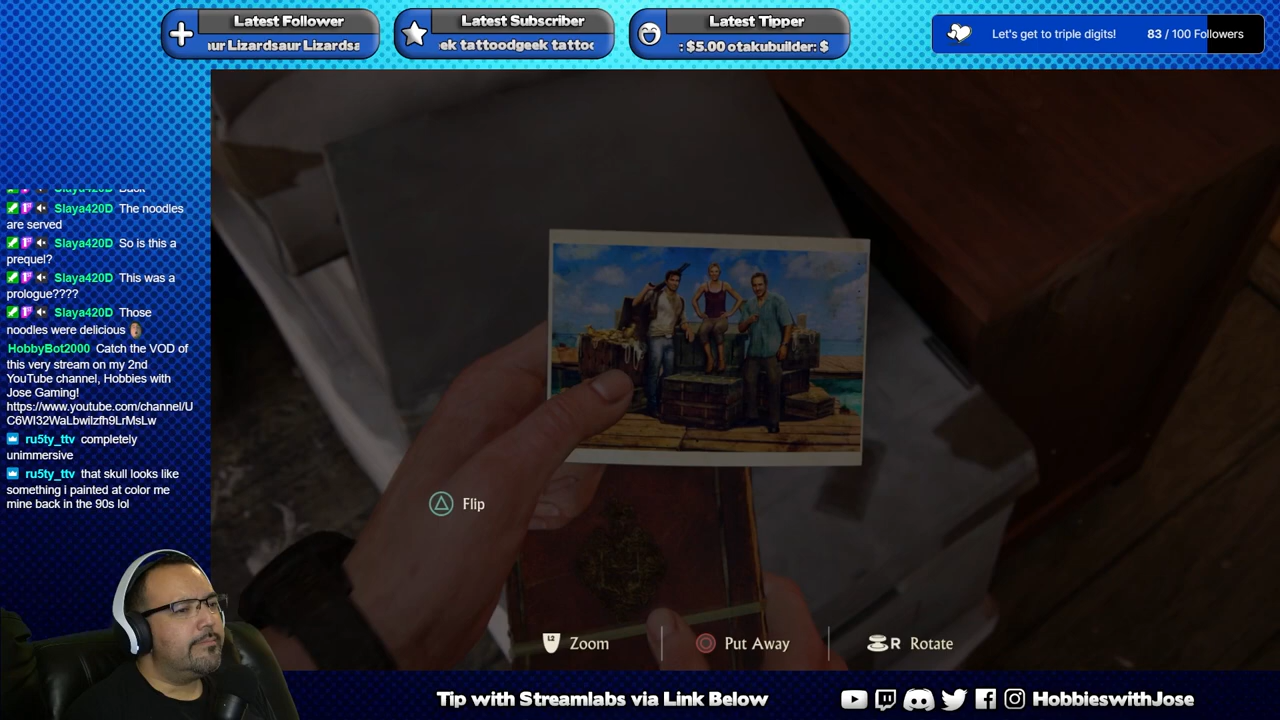 Latest Follower
ur Lizardsaur Lizardsa
Latest Subscriber
ek tattoodgeek tattoo
Latest Tipper
: $5.00 otakubuilder: $
Let's get to triple digits!
83 / 100 Followers
Slaya420D Back
Slaya420D The noodles
are served
Slaya420D So is this a
prequel?
Slaya420D This was a
prologue????
Slaya420D Those
noodles were delicious
HobbyBot2000 Catch the VOD of
this very stream on my 2nd
YouTube channel, Hobbies with
Jose Gaming!
https://www.youtube.com/channel/U
ru5ty_ttv completely
unimmersive
ru5ty_ttv that skull looks like
something i painted at color me
mine back in the 90s lol
Flip
L2 Zoom
Put Away
R Rotate
Tip with Streamlabs via Link Below
HobbieswithJose